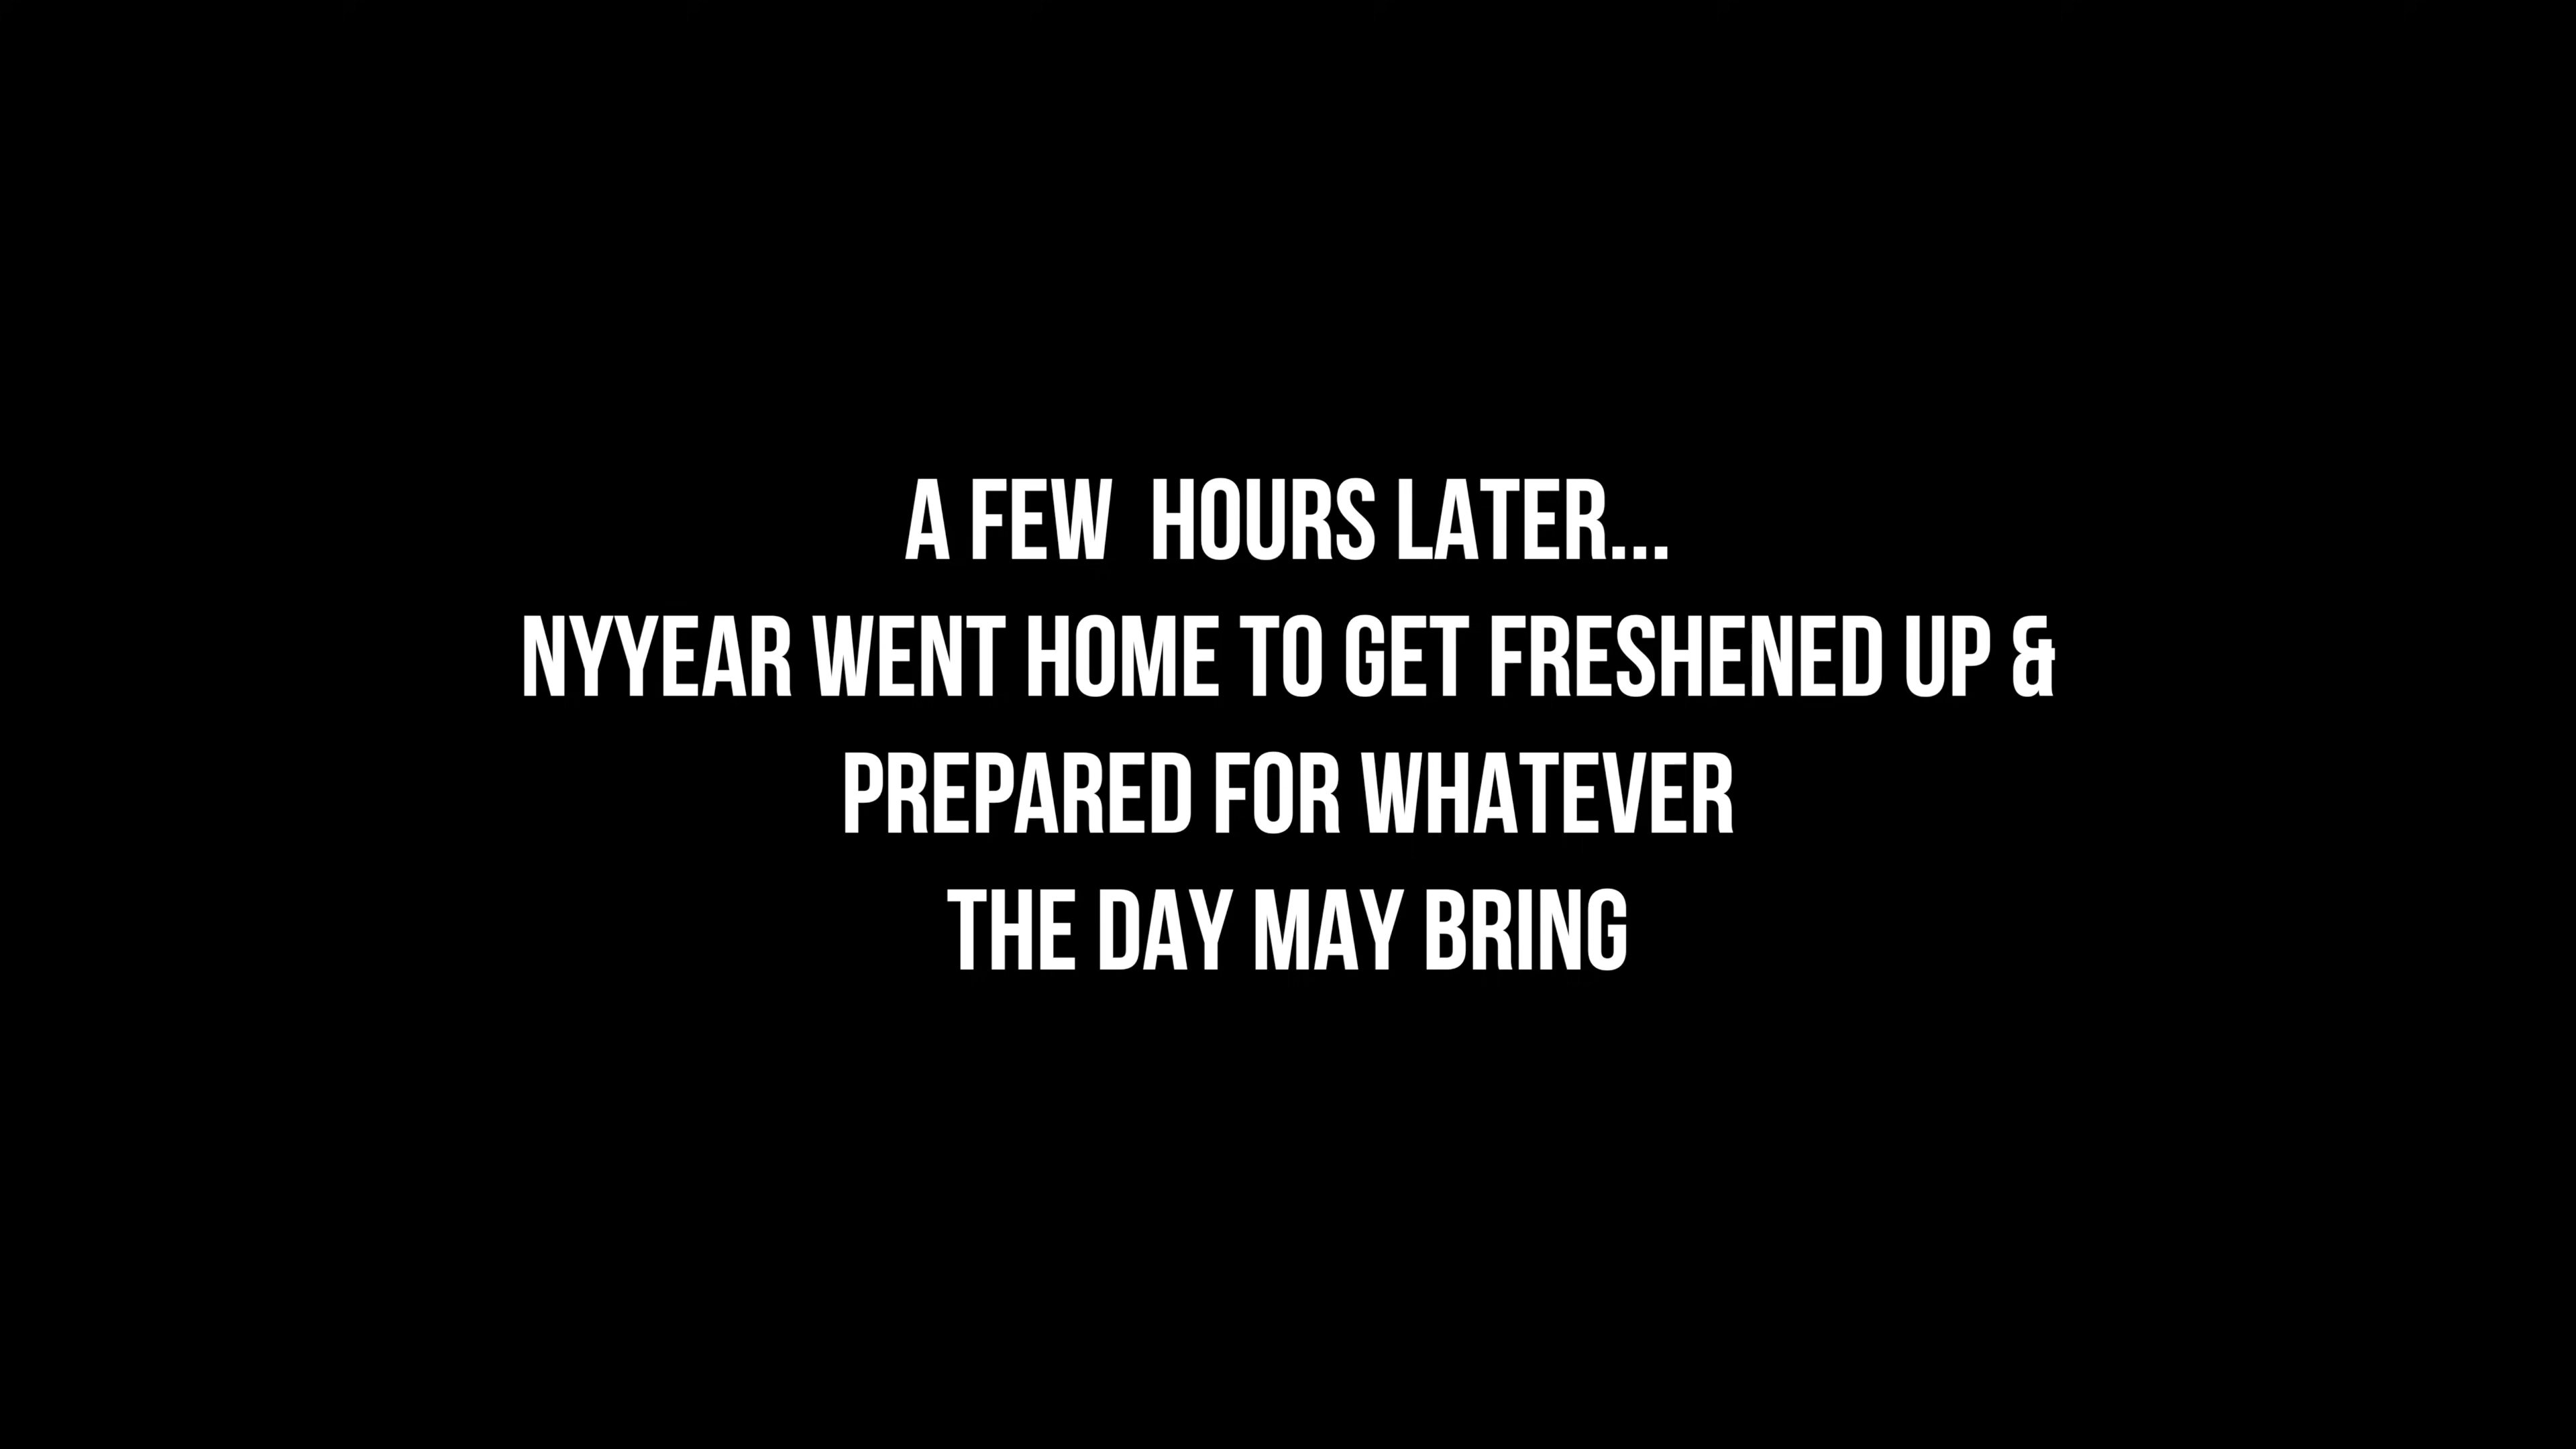 A FEW  HOURS LATER...
NYYEAR WENT HOME TO GET FRESHENED UP &
PREPARED FOR WHATEVER
THE DAY MAY BRING